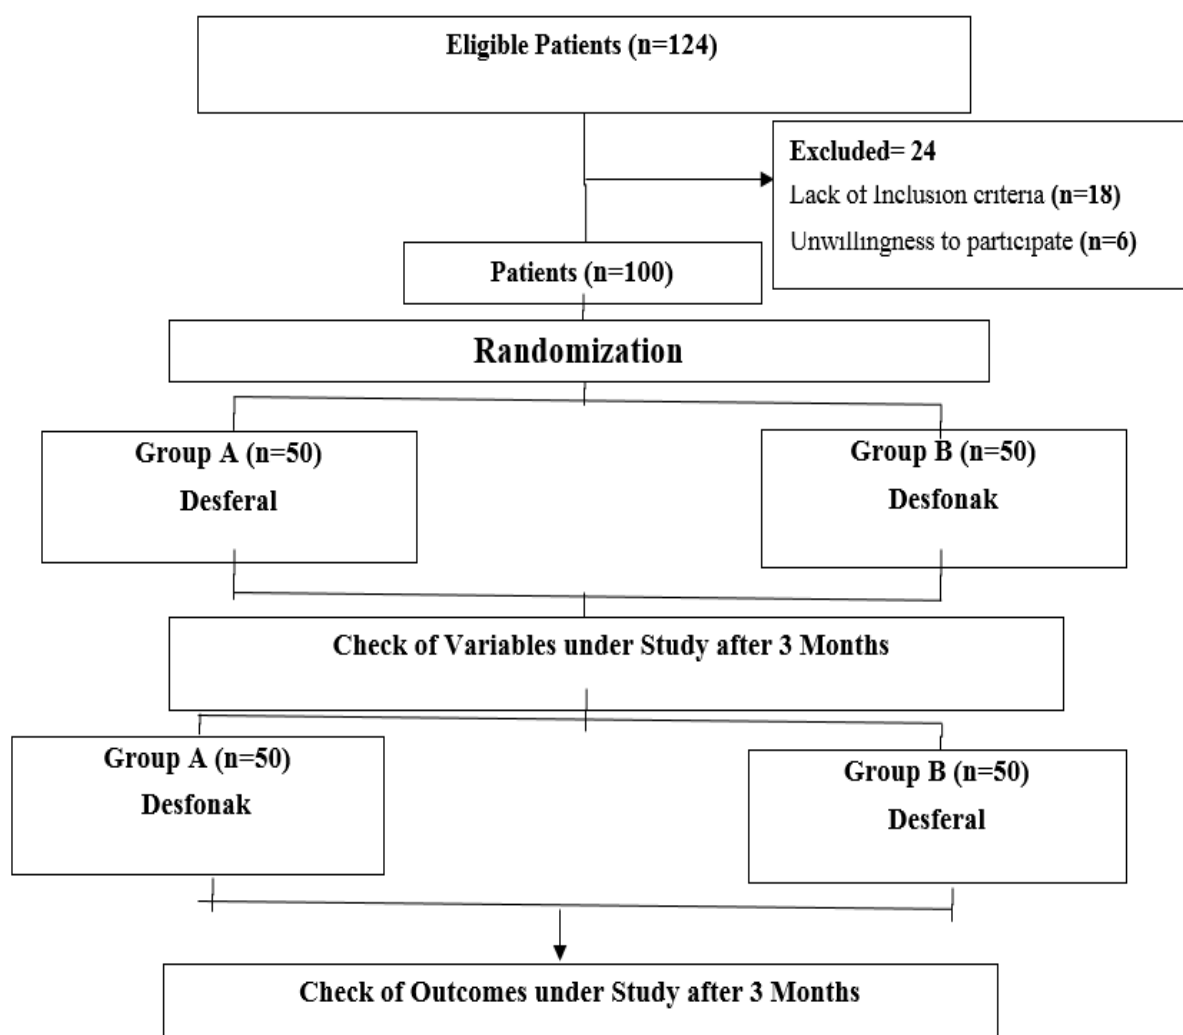 Eligible Patients (n=124)
Excluded= 24
Lack of Inclusion criteria (n=18)
Unwillingness to participate (n=6)
Patients (n=100)
Randomization
Group A (n=50)
Desferal
Group B (n=50)
Desfonak
Check of Variables under Study after 3 Months
Group A (n=50)
Desfonak
Group B (n=50)
Desferal
Check of Outcomes under Study after 3 Months